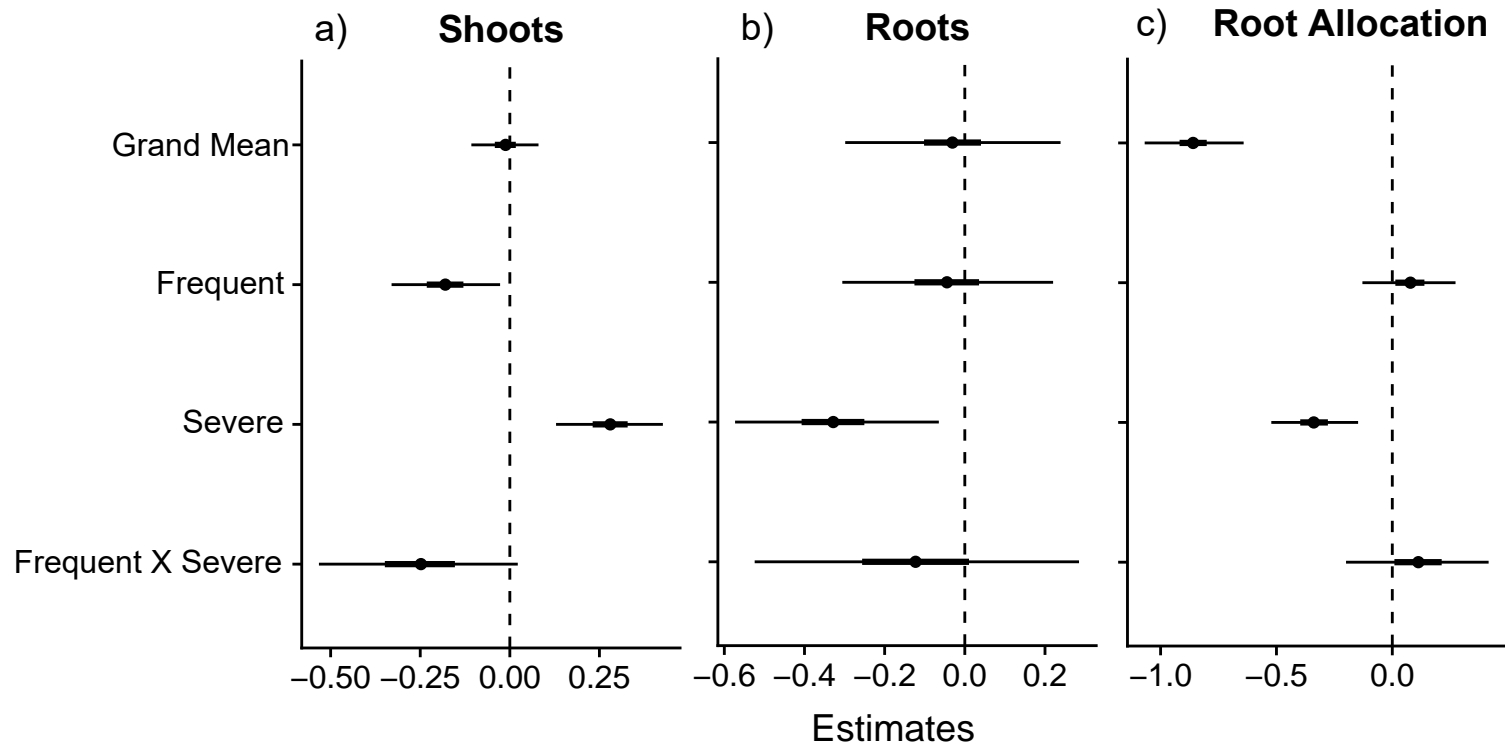 a) Shoots
b) Roots
c) Root Allocation
Grand Mean
Frequent
Severe
Frequent X Severe
−0.50 −0.25 0.00 0.25
−0.6 −0.4 −0.2 0.0 0.2
−1.0 −0.5 0.0
Estimates